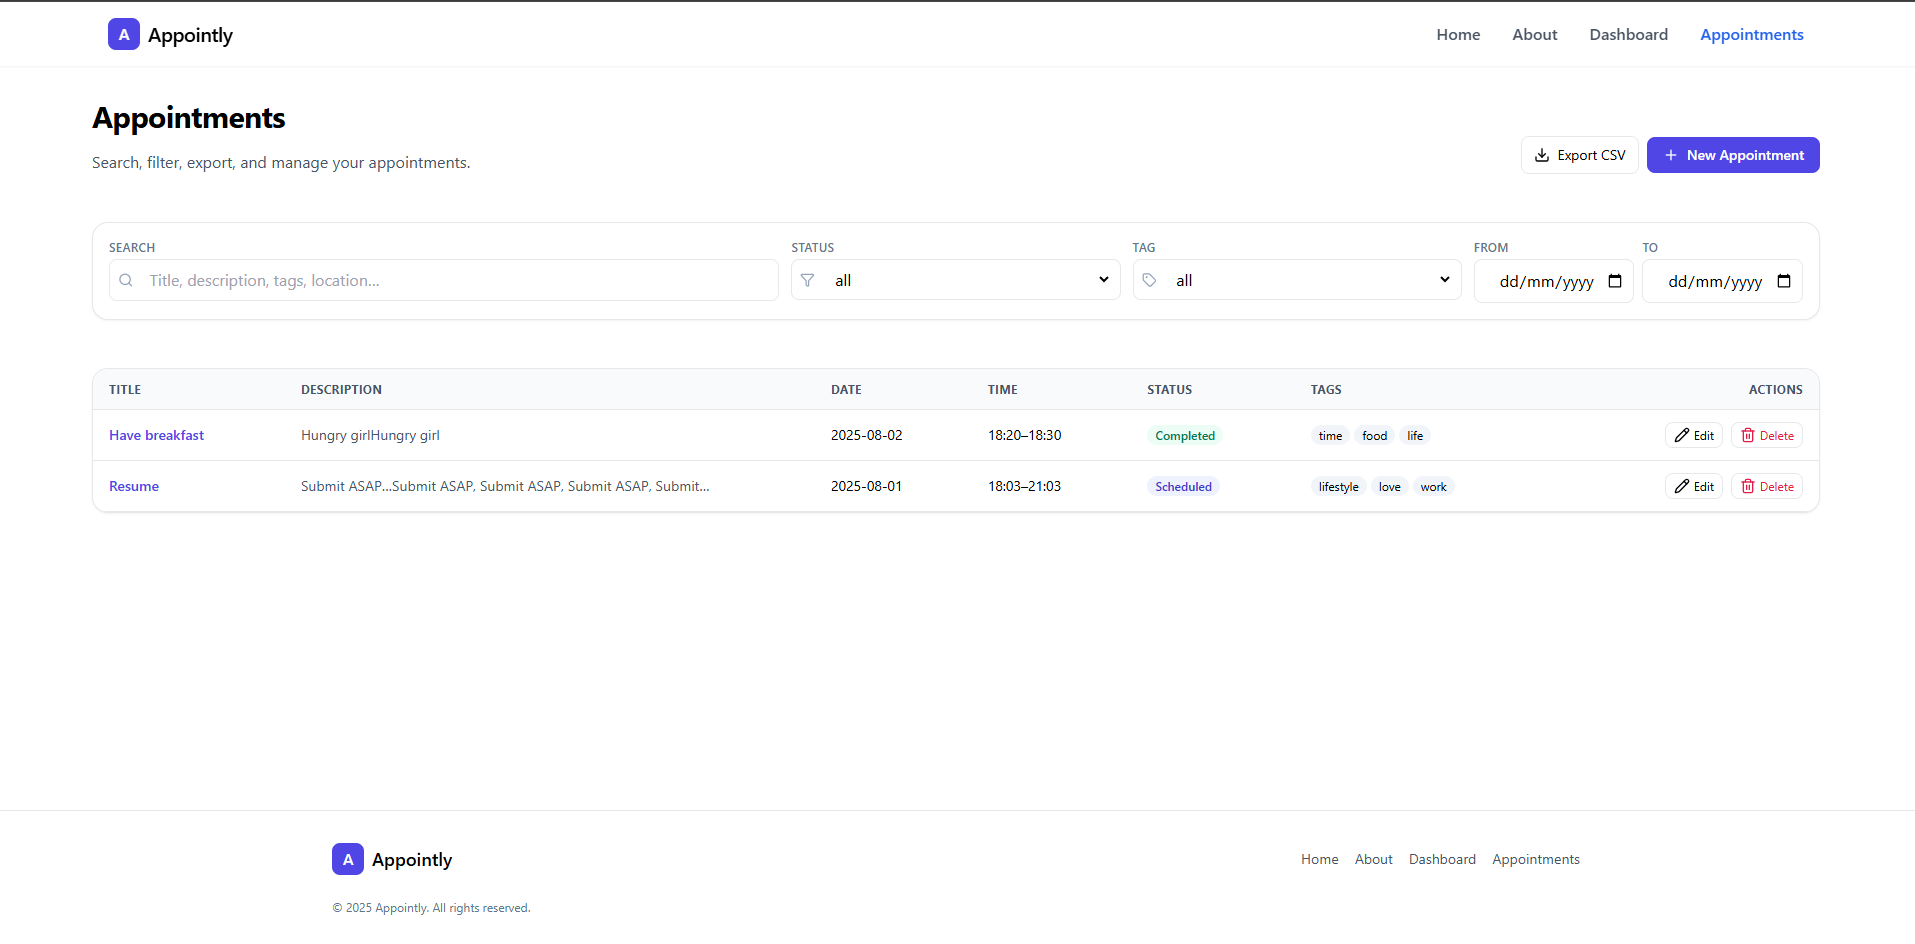 A Appointly Home About Dashboard Appointments
Appointments
Search, filter, export, and manage your appointments.
Export CSV New Appointment
SEARCH STATUS TAG FROM TO
Title, description, tags, location... all all dd/mm/yyyy dd/mm/yyyy
TITLE DESCRIPTION DATE TIME STATUS TAGS ACTIONS
Have breakfast Hungry girlHungry girl 2025-08-02 18:20–18:30 Completed time food life Edit Delete
Resume Submit ASAP...Submit ASAP, Submit ASAP, Submit ASAP, Submit... 2025-08-01 18:03–21:03 Scheduled lifestyle love work Edit Delete
A Appointly Home About Dashboard Appointments
© 2025 Appointly. All rights reserved.